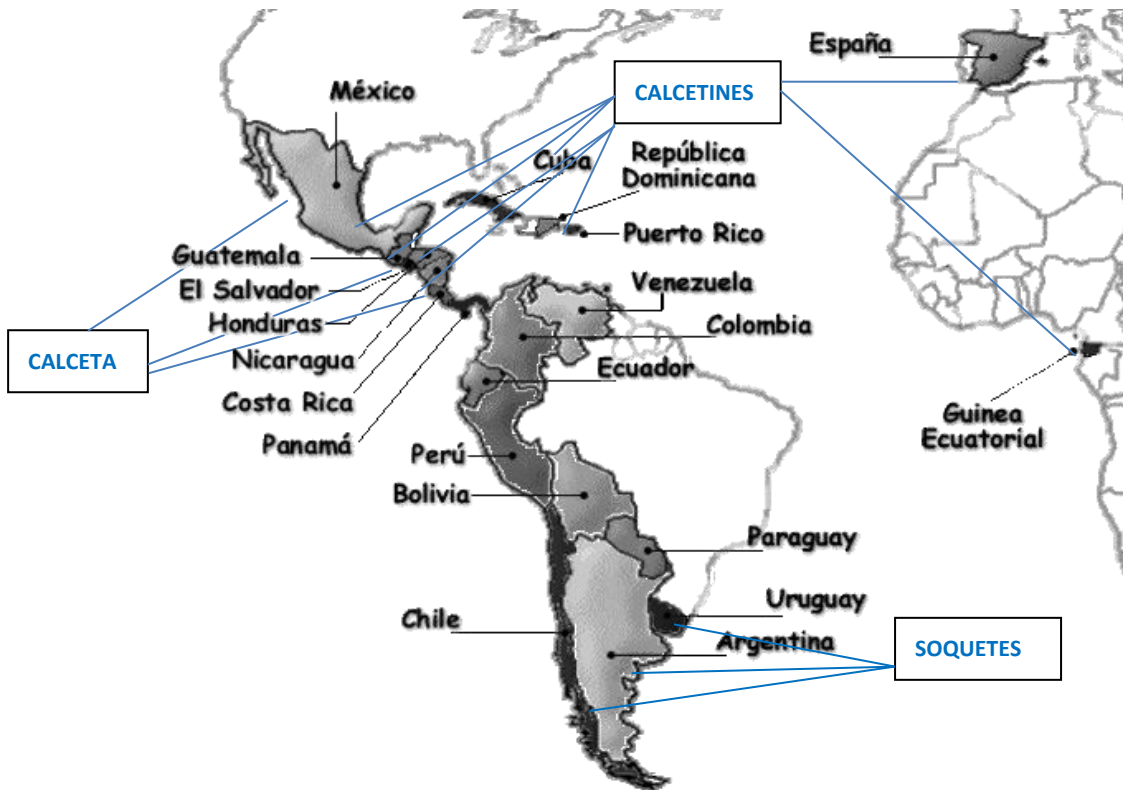 España
CALCETINES
México
Cuba
República
Dominicana
Puerto Rico
Guatemala
El Salvador
Venezuela
Honduras
Colombia
CALCETA
Nicaragua
Ecuador
Costa Rica
Guinea
Ecuatorial
Panamá
Perú
Bolivia
Paraguay
Uruguay
Chile
Argentina
SOQUETES